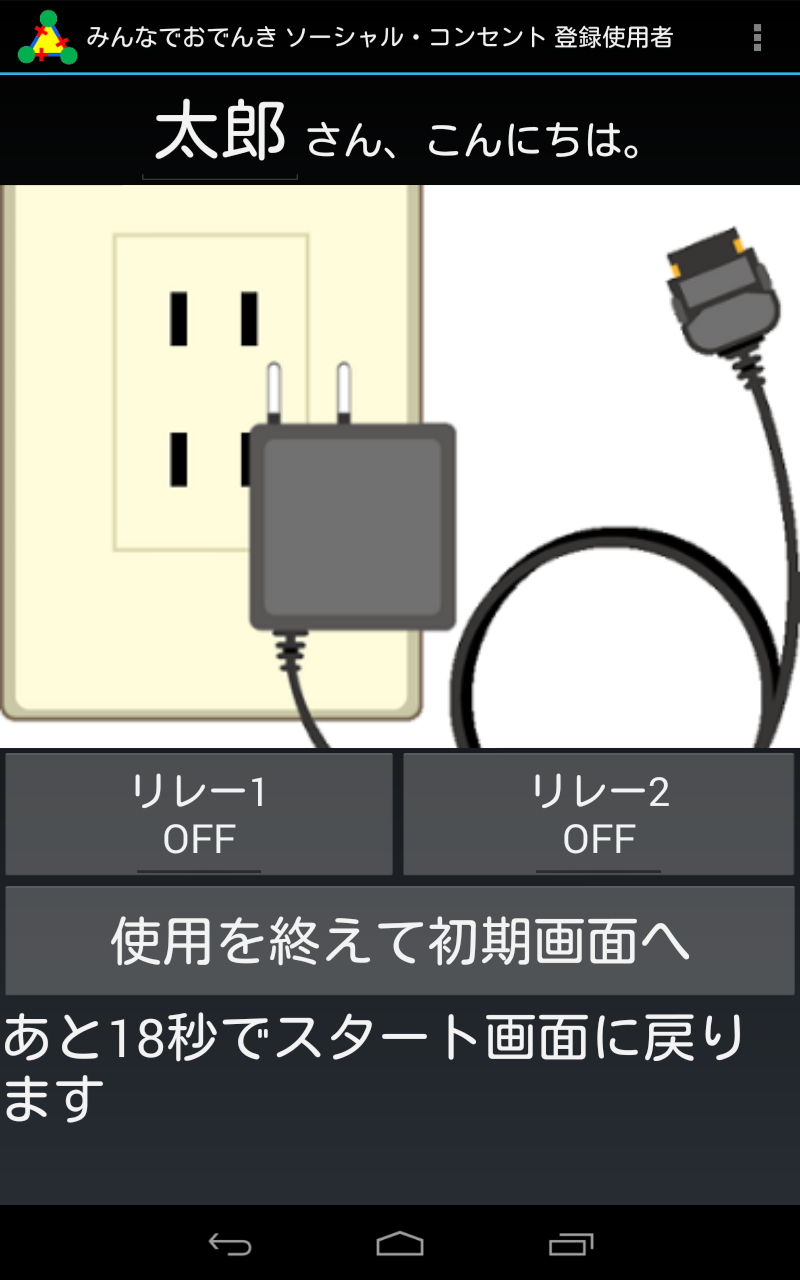 みんなでおでんき ソーシャル・コンセント 登録使用者
太郎 さん、こんにちは。
リレー1
OFF
リレー2
OFF
使用を終えて初期画面へ
あと18秒でスタート画面に戻り
ます